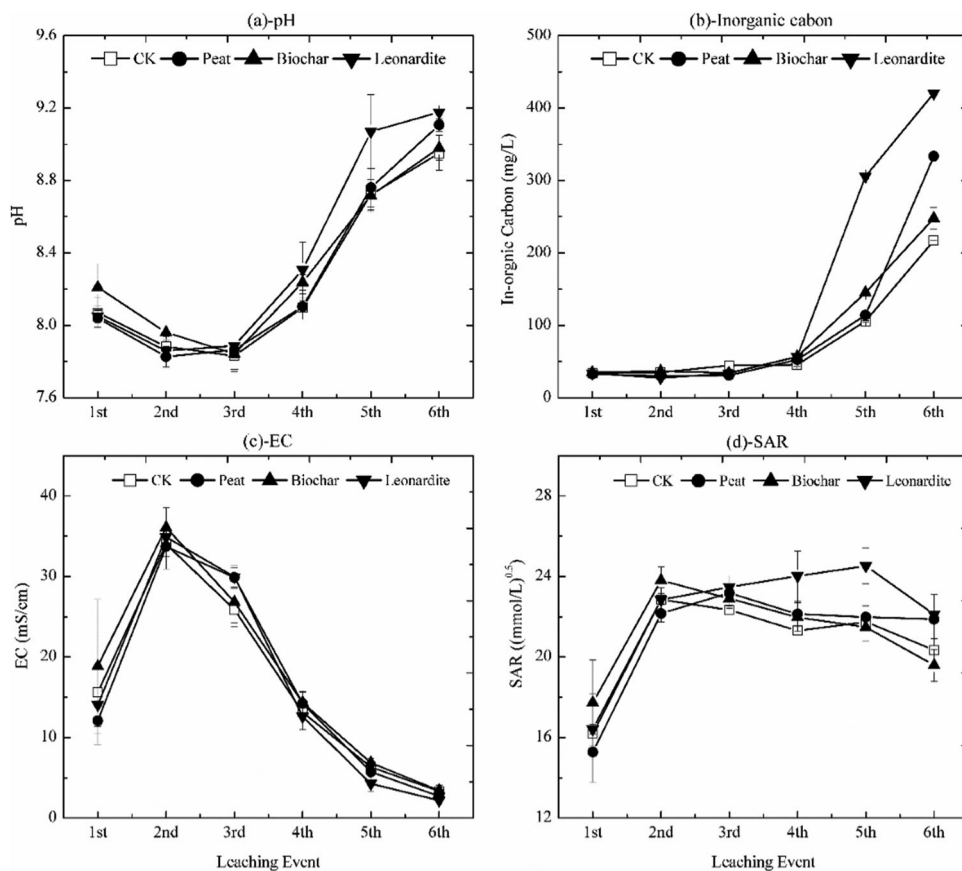 (a)-pH
CK Peat Biochar Leonardite
9.6
9.2
8.8
8.4
8.0
7.6
pH
1st 2nd 3rd 4th 5th 6th
(b)-Inorganic cabon
CK Peat Biochar Leonardite
500
400
300
200
100
0
In-orgnic Carbon (mg/L)
1st 2nd 3rd 4th 5th 6th
(c)-EC
CK Peat Biochar Leonardite
40
30
20
10
0
EC (mS/cm)
1st 2nd 3rd 4th 5th 6th
Leaching Event
(d)-SAR
CK Peat Biochar Leonardite
28
24
20
16
12
SAR ((mmol/L)^0.5)
1st 2nd 3rd 4th 5th 6th
Leaching Event